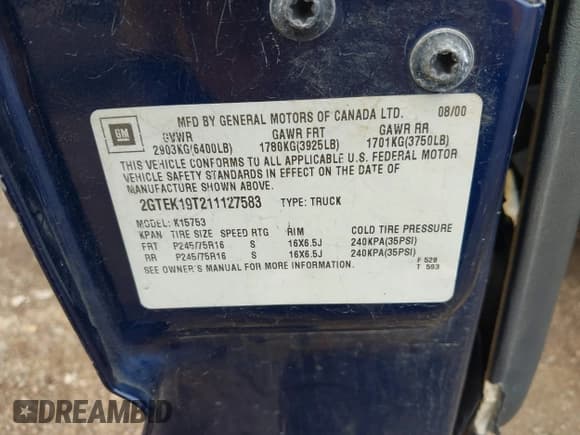 MFD BY GENERAL MOTORS OF CANADA LTD. 08/00
GM
GVWR GAWR FRT GAWR RR
2903KG(6400LB) 1780KG(3925LB) 1701KG(3750LB)
THIS VEHICLE CONFORMS TO ALL APPLICABLE U.S. FEDERAL MOTOR
VEHICLE SAFETY STANDARDS IN EFFECT ON THE DATE OF
MANUFACTURE SHOWN ABOVE.
2GTEK19T211127583 TYPE: TRUCK
MODEL: K15753
KPAN TIRE SIZE SPEED RTG RIM COLD TIRE PRESSURE
FRT P245/75R16 S 16X6.5J 240KPA(35PSI)
RR P245/75R16 S 16X6.5J 240KPA(35PSI)
SEE OWNER'S MANUAL FOR MORE INFORMATION.
F 529
T 593
DREAMBID